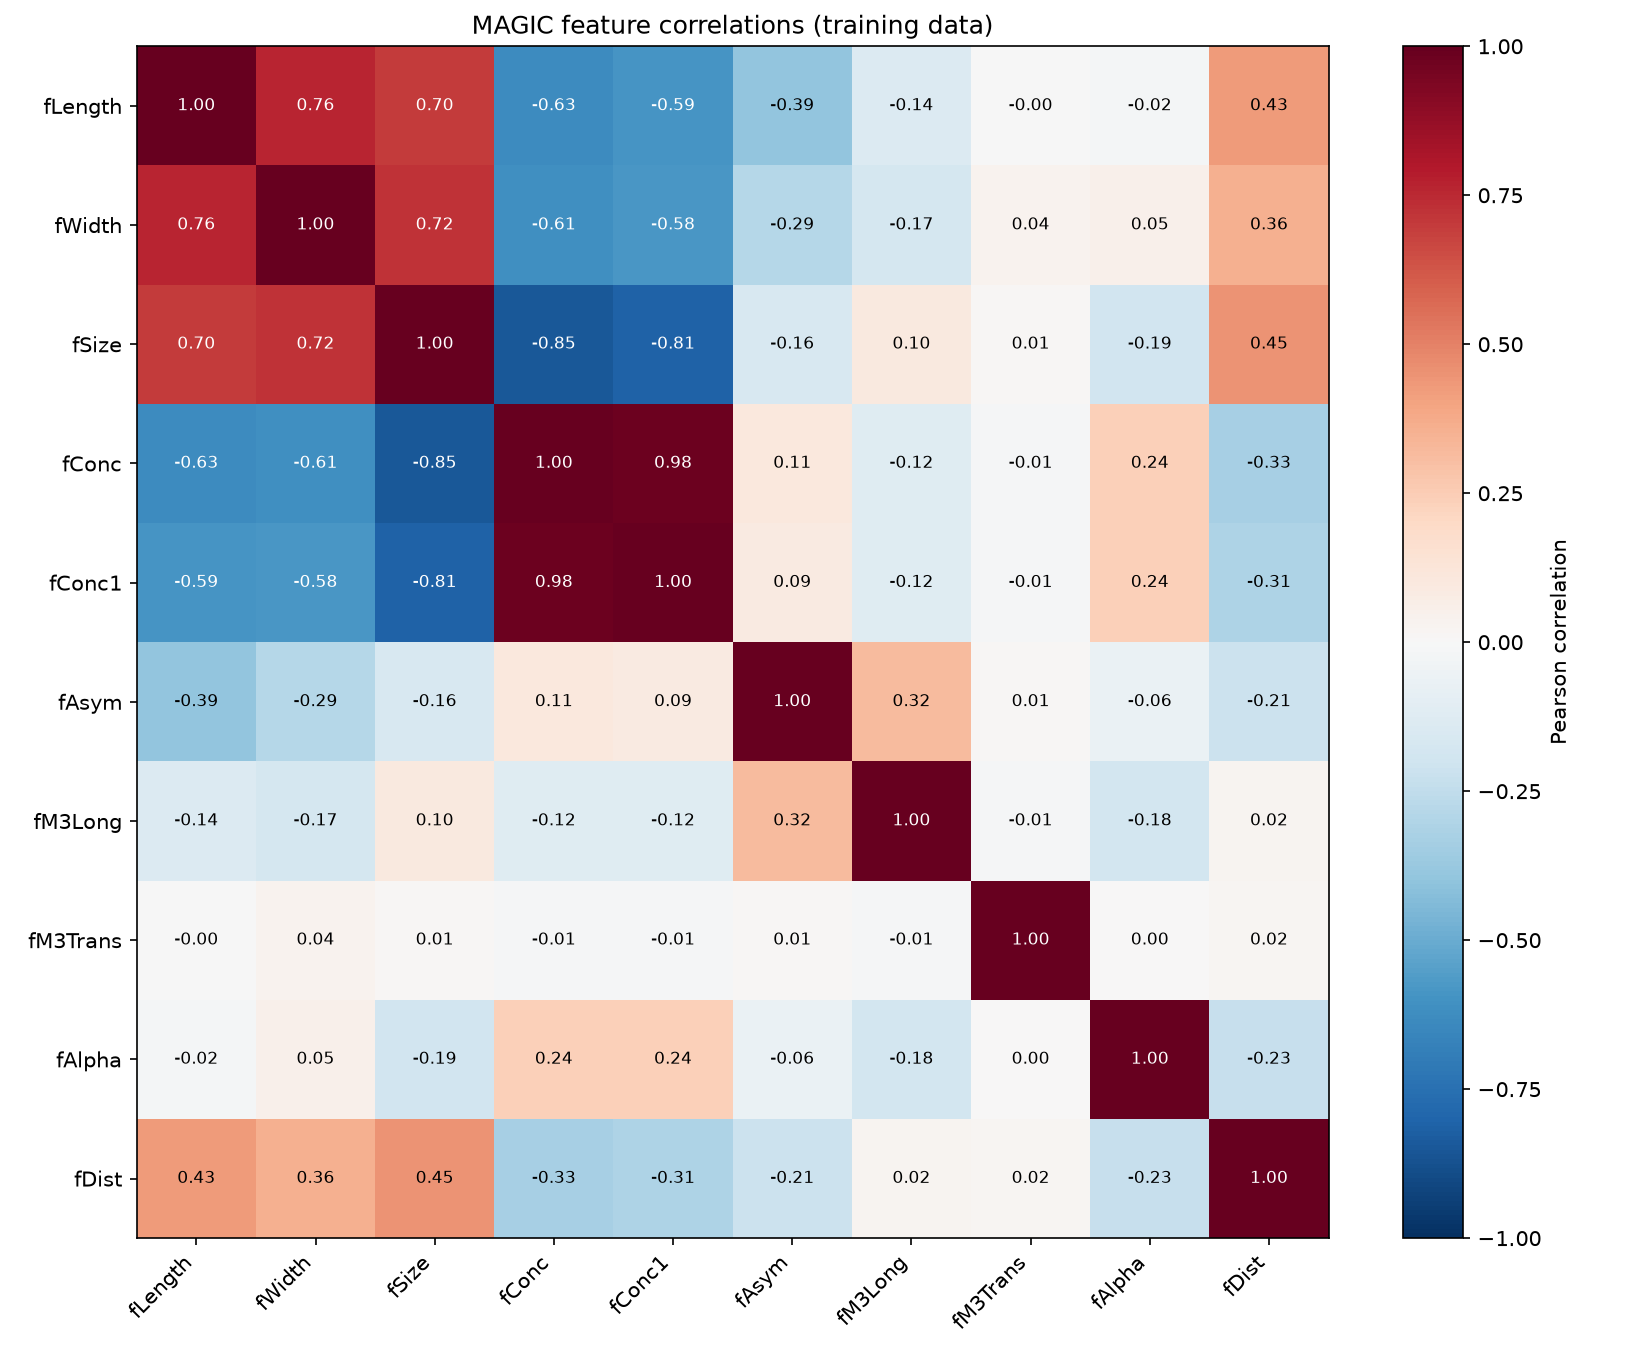 MAGIC feature correlations (training data)
fLength 1.00 0.76 0.70 -0.63 -0.59 -0.39 -0.14 -0.00 -0.02 0.43
fWidth 0.76 1.00 0.72 -0.61 -0.58 -0.29 -0.17 0.04 0.05 0.36
fSize 0.70 0.72 1.00 -0.85 -0.81 -0.16 0.10 0.01 -0.19 0.45
fConc -0.63 -0.61 -0.85 1.00 0.98 0.11 -0.12 -0.01 0.24 -0.33
fConc1 -0.59 -0.58 -0.81 0.98 1.00 0.09 -0.12 -0.01 0.24 -0.31
fAsym -0.39 -0.29 -0.16 0.11 0.09 1.00 0.32 0.01 -0.06 -0.21
fM3Long -0.14 -0.17 0.10 -0.12 -0.12 0.32 1.00 -0.01 -0.18 0.02
fM3Trans -0.00 0.04 0.01 -0.01 -0.01 0.01 -0.01 1.00 0.00 0.02
fAlpha -0.02 0.05 -0.19 0.24 0.24 -0.06 -0.18 0.00 1.00 -0.23
fDist 0.43 0.36 0.45 -0.33 -0.31 -0.21 0.02 0.02 -0.23 1.00
fLength fWidth fSize fConc fConc1 fAsym fM3Long fM3Trans fAlpha fDist
1.00
0.75
0.50
0.25
0.00
−0.25
−0.50
−0.75
−1.00
Pearson correlation